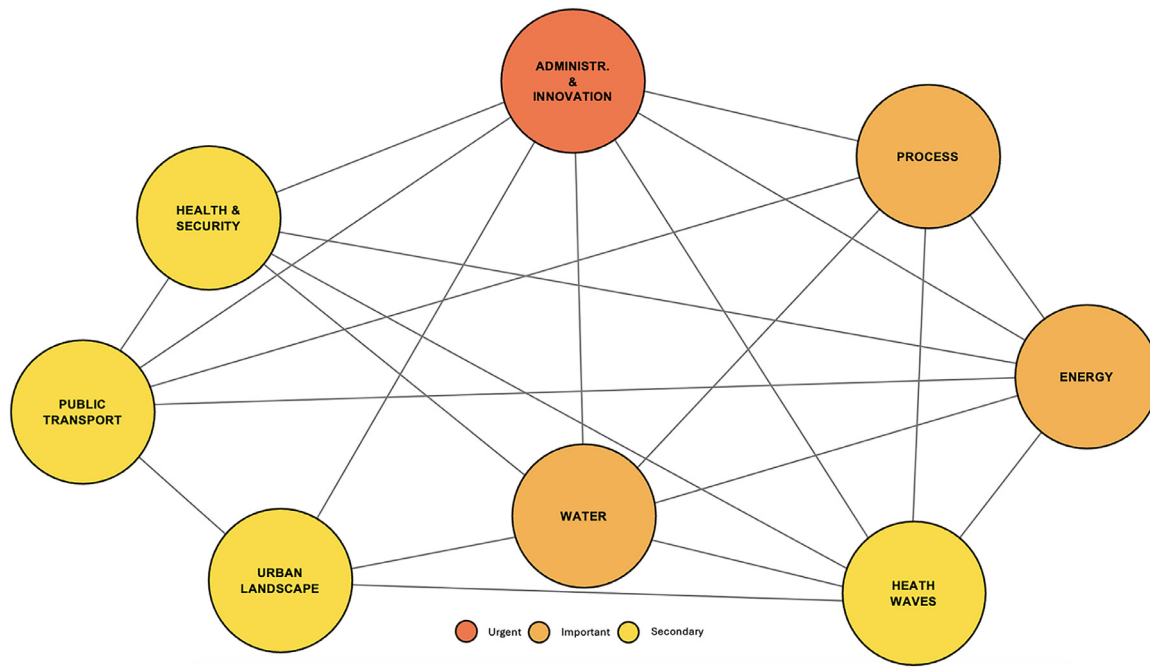 ADMINISTR.
&
INNOVATION
PROCESS
HEALTH &
SECURITY
ENERGY
PUBLIC
TRANSPORT
WATER
URBAN
LANDSCAPE
HEATH
WAVES
Urgent
Important
Secondary